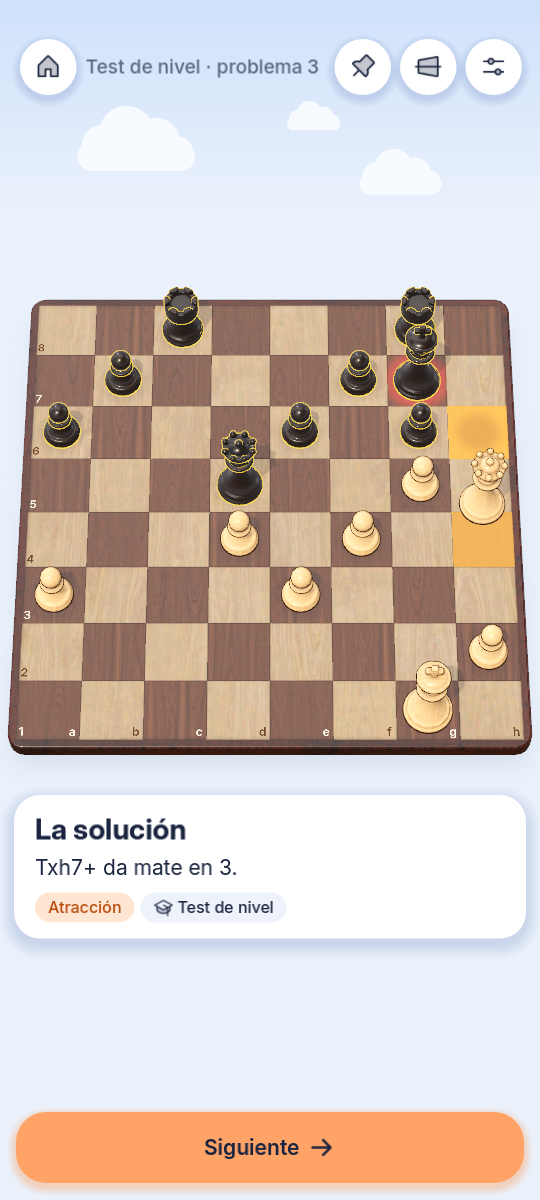 Test de nivel · problema 3
8
7
6
5
4
3
2
1 a b c d e f g h
La solución
Txh7+ da mate en 3.
Atracción Test de nivel
Siguiente →